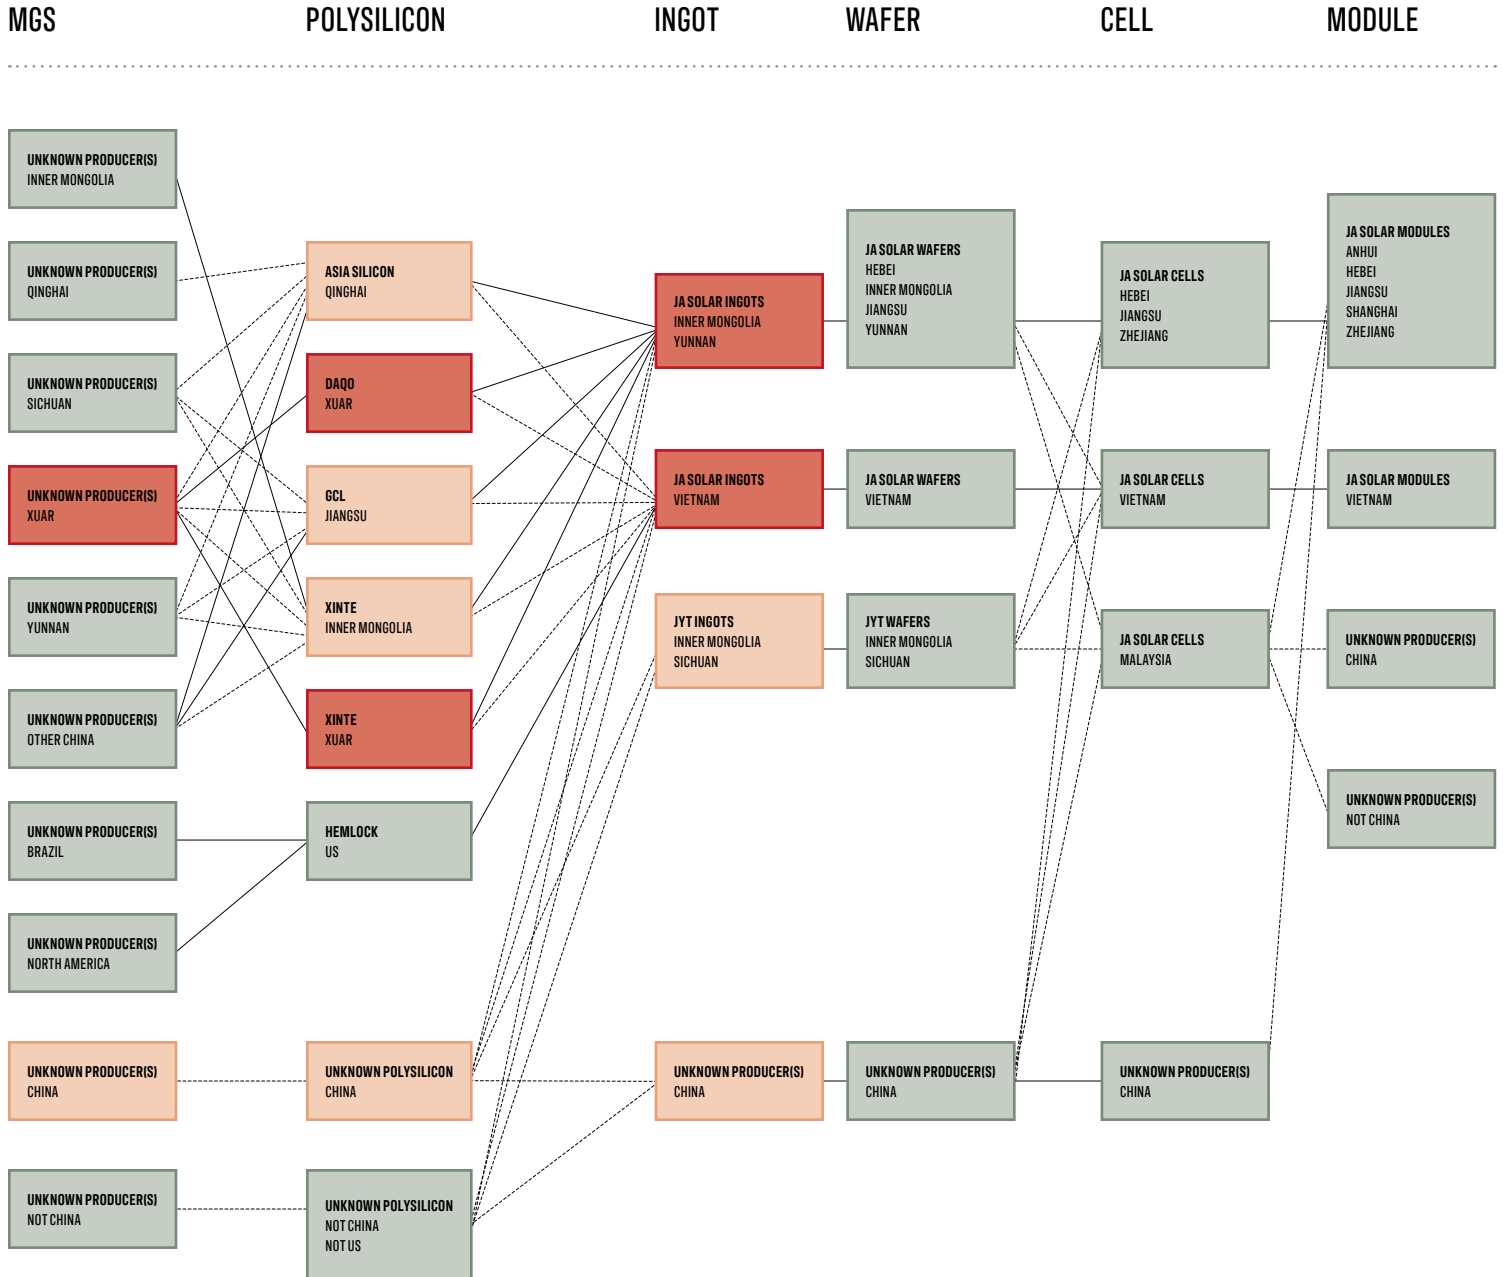 MGS
POLYSILICON
INGOT
WAFER
CELL
MODULE
UNKNOWN PRODUCER(S)
INNER MONGOLIA
UNKNOWN PRODUCER(S)
QINGHAI
UNKNOWN PRODUCER(S)
SICHUAN
UNKNOWN PRODUCER(S)
XUAR
UNKNOWN PRODUCER(S)
YUNNAN
UNKNOWN PRODUCER(S)
OTHER CHINA
UNKNOWN PRODUCER(S)
BRAZIL
UNKNOWN PRODUCER(S)
NORTH AMERICA
UNKNOWN PRODUCER(S)
CHINA
UNKNOWN PRODUCER(S)
NOT CHINA
ASIA SILICON
QINGHAI
DAQO
XUAR
GCL
JIANGSU
XINTE
INNER MONGOLIA
XINTE
XUAR
HEMLOCK
US
UNKNOWN POLYSILICON
CHINA
UNKNOWN POLYSILICON
NOT CHINA
NOT US
JA SOLAR INGOTS
INNER MONGOLIA
YUNNAN
JA SOLAR INGOTS
VIETNAM
JYT INGOTS
INNER MONGOLIA
SICHUAN
UNKNOWN PRODUCER(S)
CHINA
JA SOLAR WAFERS
HEBEI
INNER MONGOLIA
JIANGSU
YUNNAN
JA SOLAR WAFERS
VIETNAM
JYT WAFERS
INNER MONGOLIA
SICHUAN
UNKNOWN PRODUCER(S)
CHINA
JA SOLAR CELLS
HEBEI
JIANGSU
ZHEJIANG
JA SOLAR CELLS
VIETNAM
JA SOLAR CELLS
MALAYSIA
UNKNOWN PRODUCER(S)
CHINA
JA SOLAR MODULES
ANHUI
HEBEI
JIANGSU
SHANGHAI
ZHEJIANG
JA SOLAR MODULES
VIETNAM
UNKNOWN PRODUCER(S)
CHINA
UNKNOWN PRODUCER(S)
NOT CHINA